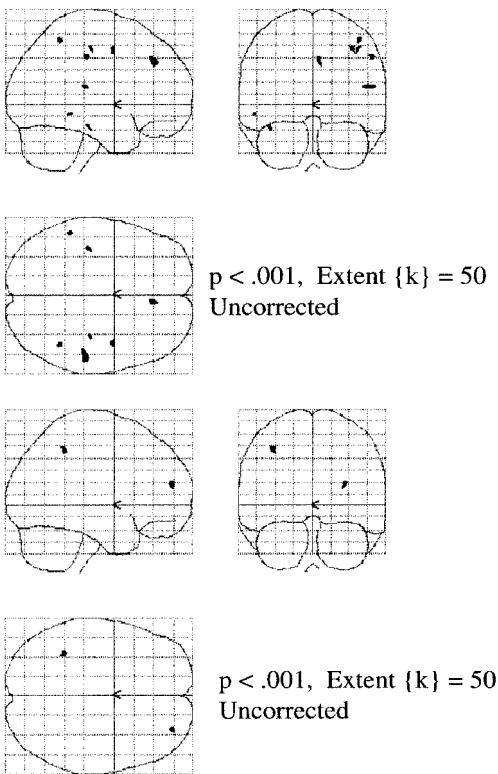 p < .001, Extent {k} = 50
Uncorrected
p < .001, Extent {k} = 50
Uncorrected